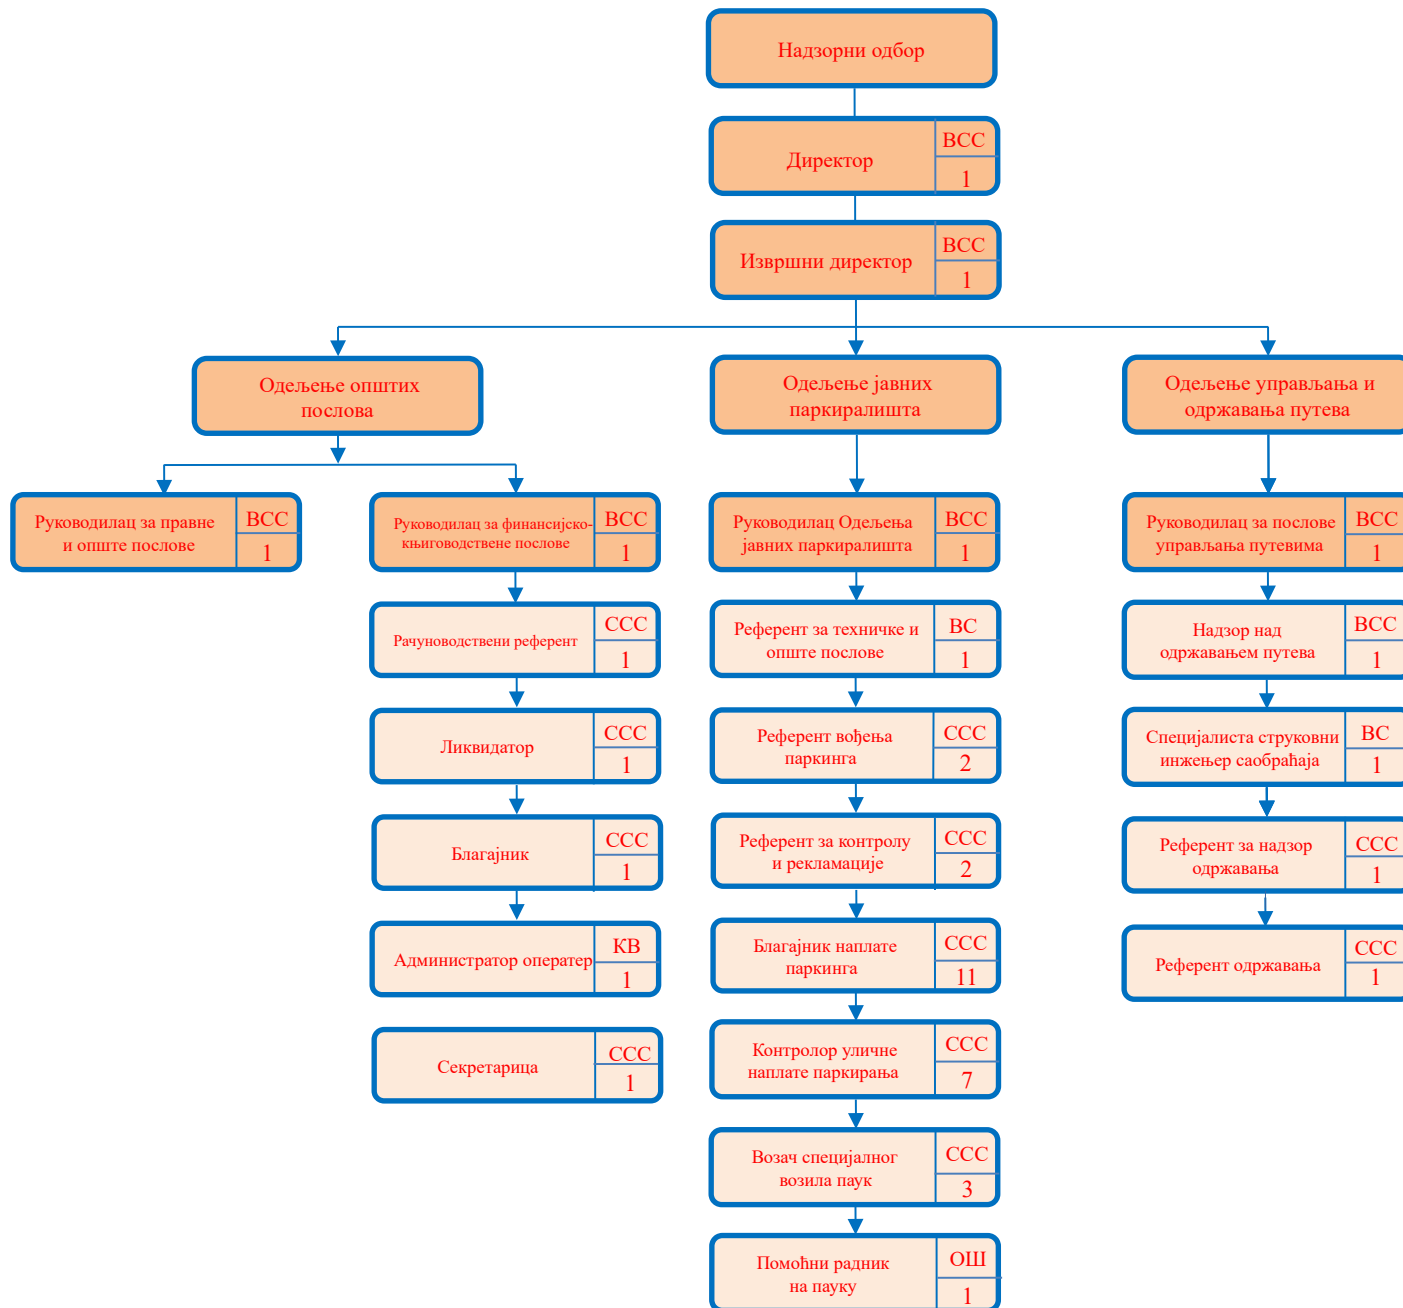 Надзорни одбор
Директор
ВСС
1
Извршни директор
ВСС
1
Одељење општих
послова
Одељење јавних
паркиралишта
Одељење управљања и
одржавања путева
Руководилац за правне
и опште послове
ВСС
1
Руководилац за финансијско-
књиговодствене послове
ВСС
1
Руководилац Одељења
јавних паркиралишта
ВСС
1
Руководилац за послове
управљања путевима
ВСС
1
Рачуноводствени референт
ССС
1
Референт за техничке и
опште послове
ВС
1
Надзор над
одржавањем путева
ВСС
1
Ликвидатор
ССС
1
Референт вођења
паркинга
ССС
2
Специјалиста струковни
инжењер саобраћаја
ВС
1
Благајник
ССС
1
Референт за контролу
и рекламације
ССС
2
Референт за надзор
одржавања
ССС
1
Администратор оператер
КВ
1
Благајник наплате
паркинга
ССС
11
Референт одржавања
ССС
1
Секретарица
ССС
1
Контролор уличне
наплате паркирања
ССС
7
Возач специјалног
возила паук
ССС
3
Помоћни радник
на пауку
ОШ
1